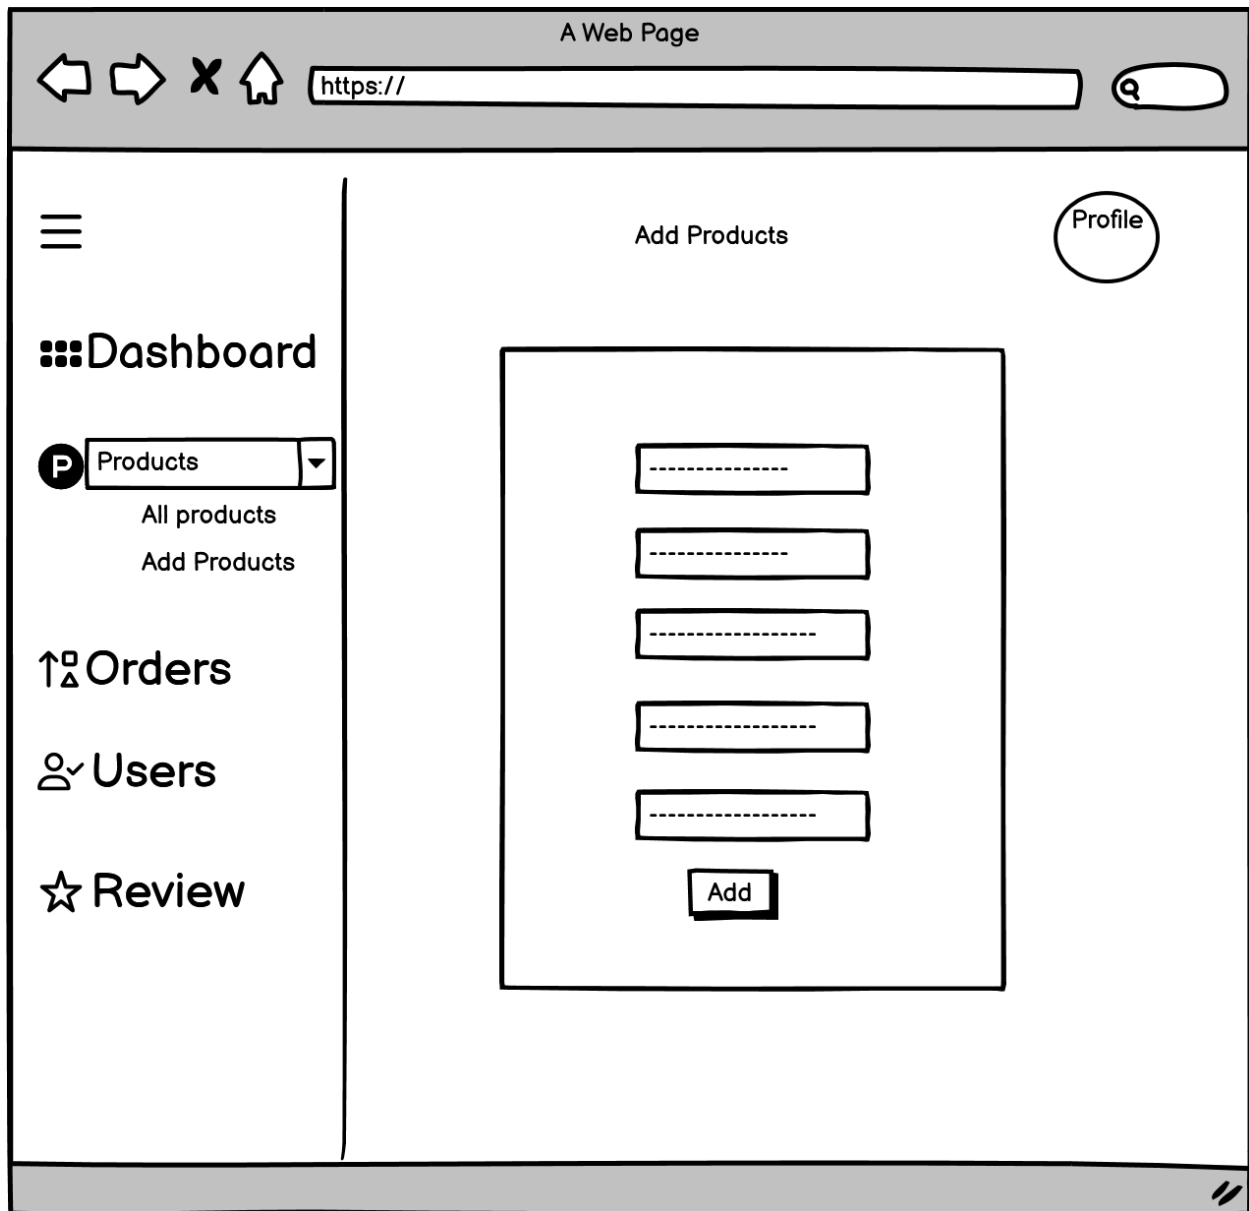 A Web Page
https://
Add Products
Profile
Dashboard
P
Products
All products
Add Products
Orders
Users
Review
---------------
---------------
------------------
------------------
------------------
Add